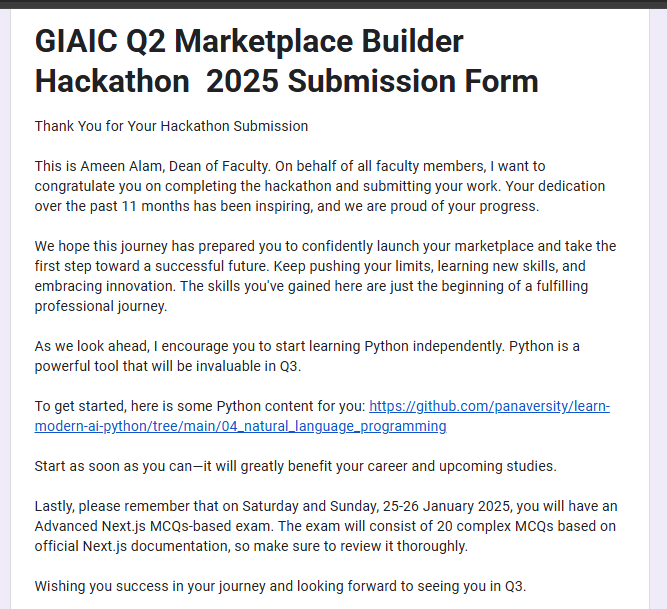 GIAIC Q2 Marketplace Builder
Hackathon  2025 Submission Form
Thank You for Your Hackathon Submission
This is Ameen Alam, Dean of Faculty. On behalf of all faculty members, I want to
congratulate you on completing the hackathon and submitting your work. Your dedication
over the past 11 months has been inspiring, and we are proud of your progress.
We hope this journey has prepared you to confidently launch your marketplace and take the
first step toward a successful future. Keep pushing your limits, learning new skills, and
embracing innovation. The skills you've gained here are just the beginning of a fulfilling
professional journey.
As we look ahead, I encourage you to start learning Python independently. Python is a
powerful tool that will be invaluable in Q3.
To get started, here is some Python content for you: https://github.com/panaversity/learn-
modern-ai-python/tree/main/04_natural_language_programming
Start as soon as you can—it will greatly benefit your career and upcoming studies.
Lastly, please remember that on Saturday and Sunday, 25-26 January 2025, you will have an
Advanced Next.js MCQs-based exam. The exam will consist of 20 complex MCQs based on
official Next.js documentation, so make sure to review it thoroughly.
Wishing you success in your journey and looking forward to seeing you in Q3.